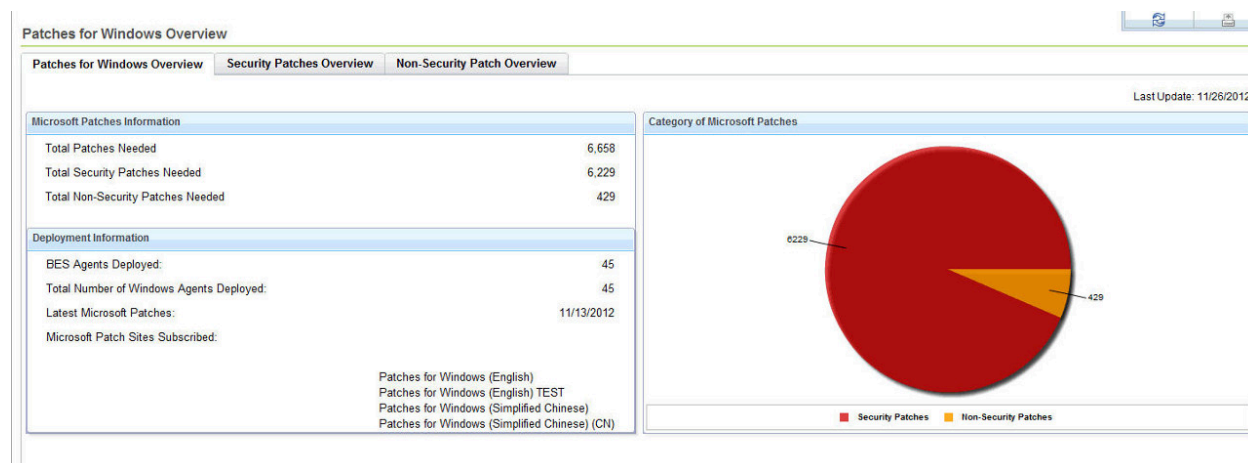 Patches for Windows Overview
Patches for Windows Overview Security Patches Overview Non-Security Patch Overview
Last Update: 11/26/2012
Microsoft Patches Information
Total Patches Needed 6,658
Total Security Patches Needed 6,229
Total Non-Security Patches Needed 429
Deployment Information
BES Agents Deployed: 45
Total Number of Windows Agents Deployed: 45
Latest Microsoft Patches: 11/13/2012
Microsoft Patch Sites Subscribed:
Patches for Windows (English)
Patches for Windows (English) TEST
Patches for Windows (Simplified Chinese)
Patches for Windows (Simplified Chinese) (CN)
Category of Microsoft Patches
6229
429
Security Patches Non-Security Patches